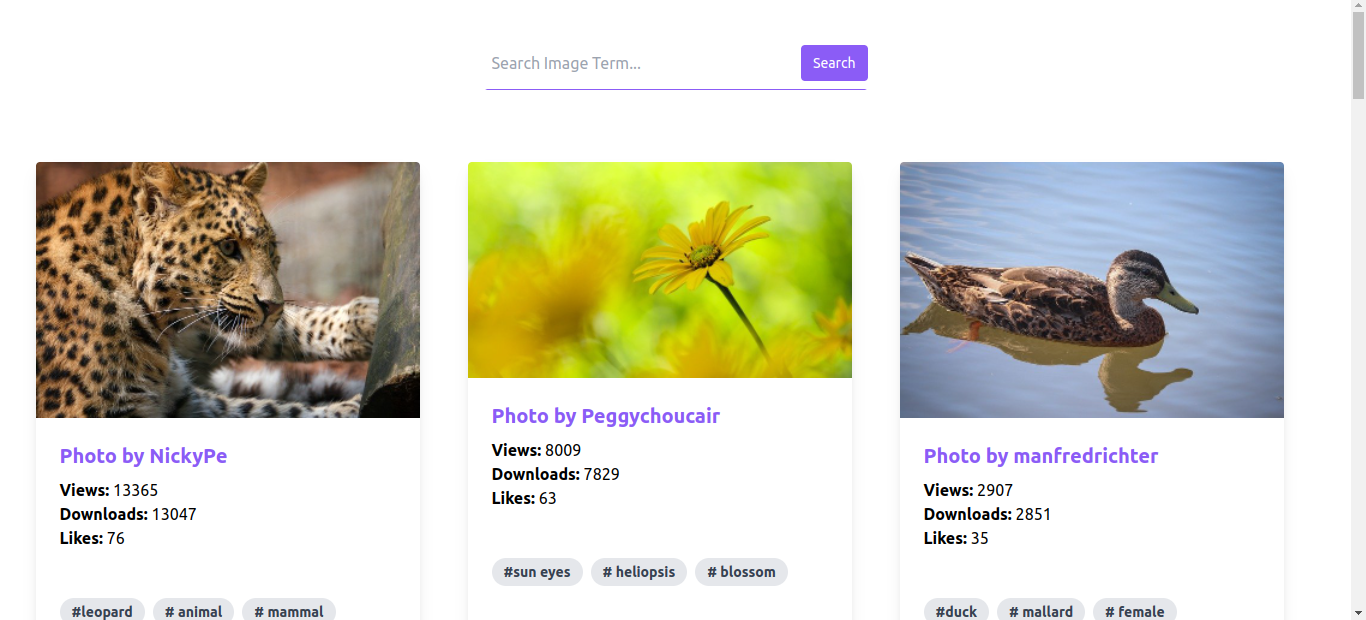 Search Image Term...
Search
Photo by NickyPe
Views: 13365
Downloads: 13047
Likes: 76
#leopard # animal # mammal
Photo by Peggychoucair
Views: 8009
Downloads: 7829
Likes: 63
#sun eyes # heliopsis # blossom
Photo by manfredrichter
Views: 2907
Downloads: 2851
Likes: 35
#duck # mallard # female